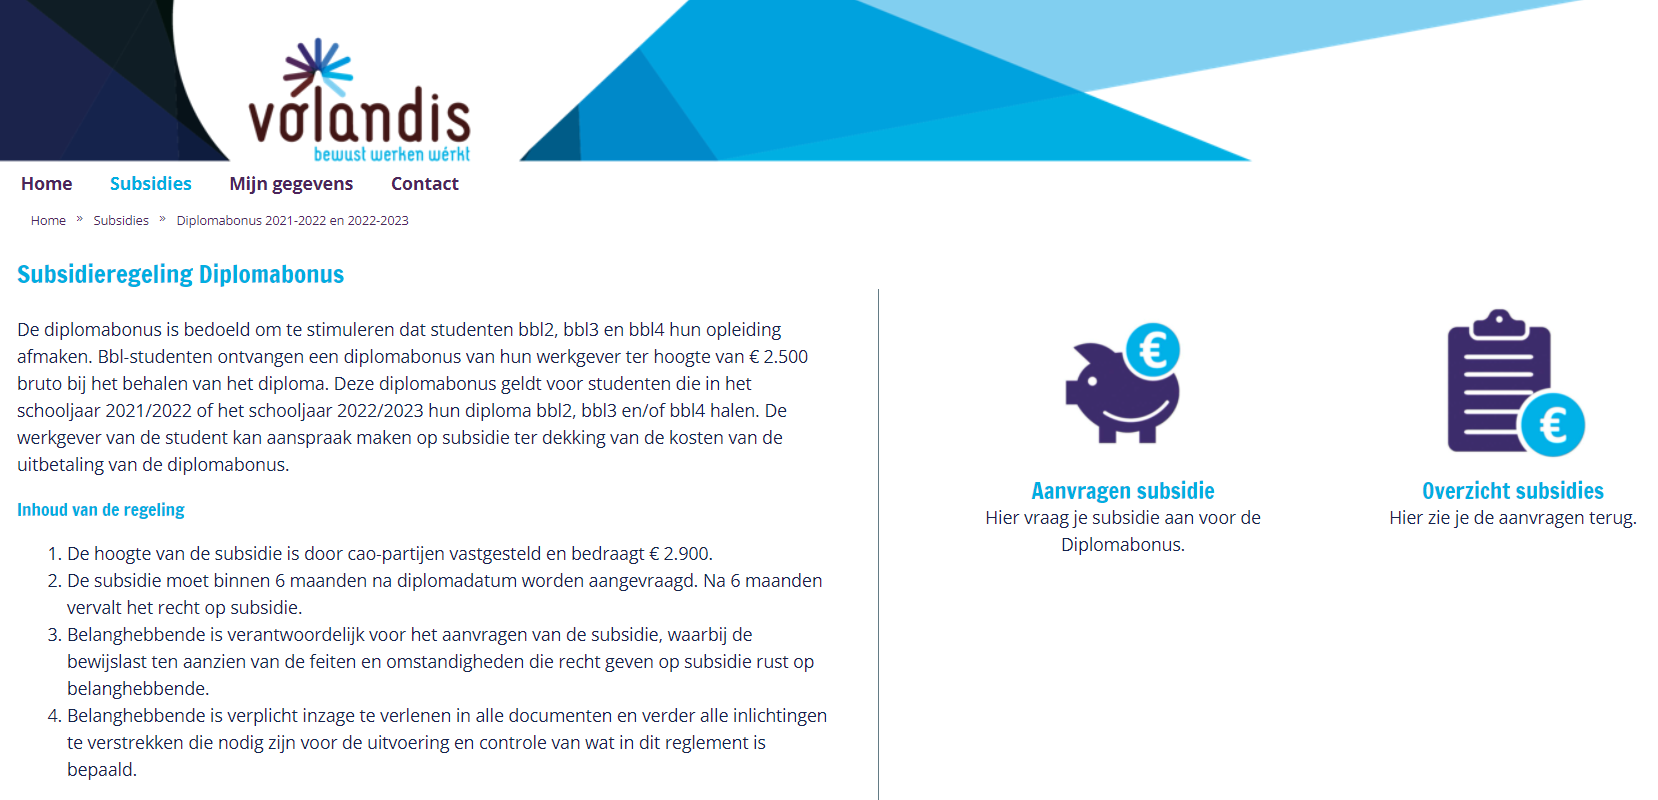 volandis
bewust werken wérkt
Home Subsidies Mijn gegevens Contact
Home » Subsidies » Diplomabonus 2021-2022 en 2022-2023
Subsidieregeling Diplomabonus
De diplomabonus is bedoeld om te stimuleren dat studenten bbl2, bbl3 en bbl4 hun opleiding
afmaken. Bbl-studenten ontvangen een diplomabonus van hun werkgever ter hoogte van € 2.500
bruto bij het behalen van het diploma. Deze diplomabonus geldt voor studenten die in het
schooljaar 2021/2022 of het schooljaar 2022/2023 hun diploma bbl2, bbl3 en/of bbl4 halen. De
werkgever van de student kan aanspraak maken op subsidie ter dekking van de kosten van de
uitbetaling van de diplomabonus.
Inhoud van de regeling
1. De hoogte van de subsidie is door cao-partijen vastgesteld en bedraagt € 2.900.
2. De subsidie moet binnen 6 maanden na diplomadatum worden aangevraagd. Na 6 maanden
vervalt het recht op subsidie.
3. Belanghebbende is verantwoordelijk voor het aanvragen van de subsidie, waarbij de
bewijslast ten aanzien van de feiten en omstandigheden die recht geven op subsidie rust op
belanghebbende.
4. Belanghebbende is verplicht inzage te verlenen in alle documenten en verder alle inlichtingen
te verstrekken die nodig zijn voor de uitvoering en controle van wat in dit reglement is
bepaald.
€
Aanvragen subsidie
Hier vraag je subsidie aan voor de
Diplomabonus.
€
Overzicht subsidies
Hier zie je de aanvragen terug.